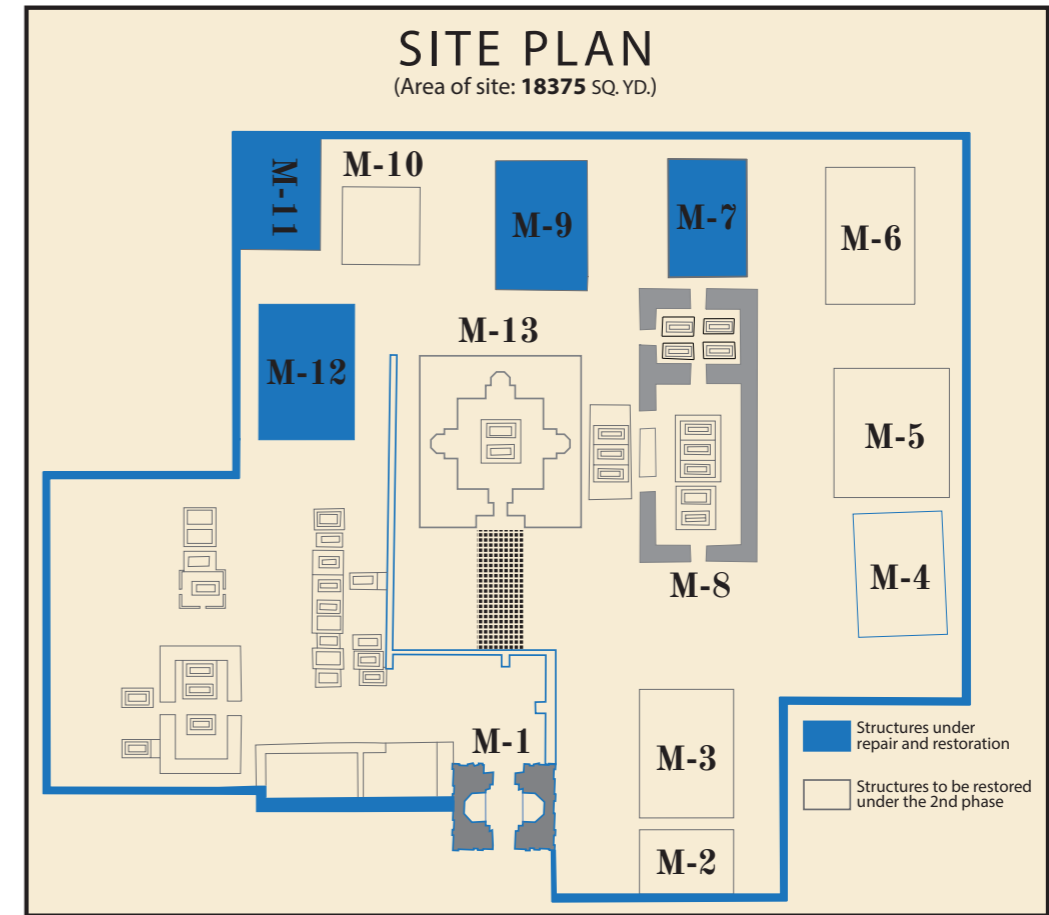 SITE PLAN
(Area of site: 18375 SQ. YD.)
M-10
M-11
M-9
M-7
M-6
M-13
M-12
M-5
M-4
M-8
M-1
M-3
M-2
Structures under
repair and restoration
Structures to be restored
under the 2nd phase